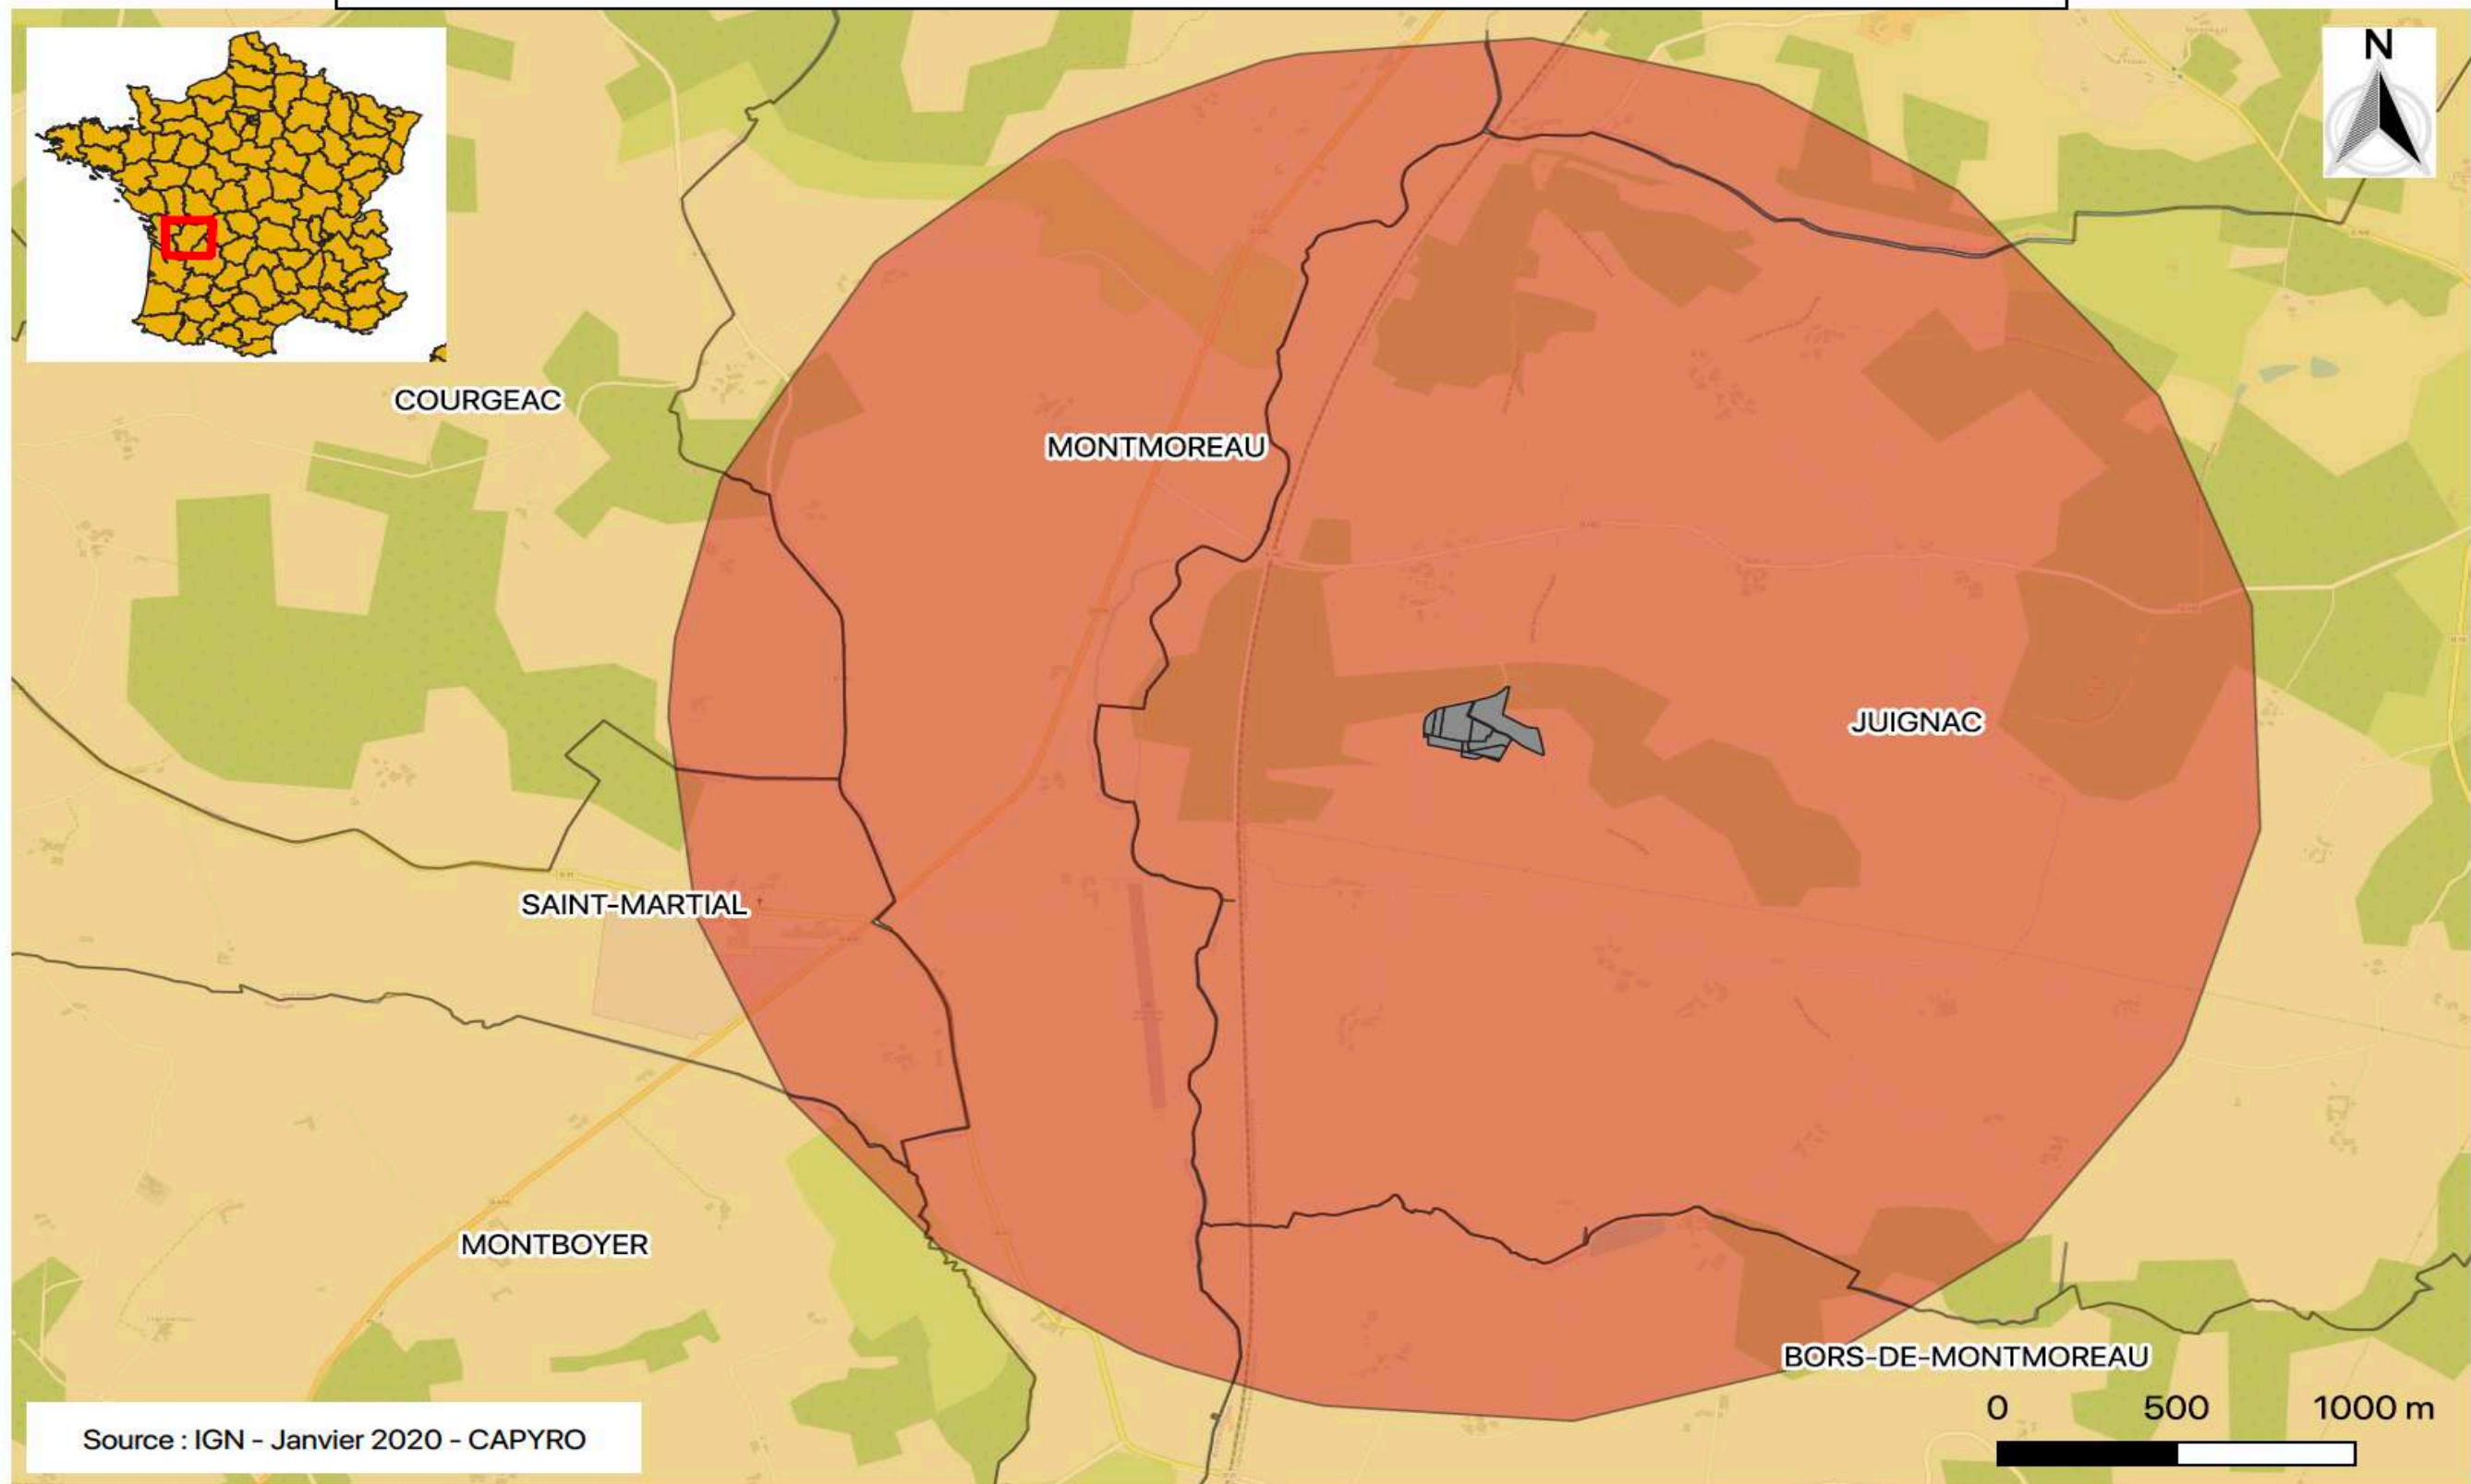 N
COURGEAC
MONTMOREAU
JUIGNAC
SAINT-MARTIAL
MONTBOYER
BORS-DE-MONTMOREAU
0 500 1000 m
Source : IGN - Janvier 2020 - CAPYRO